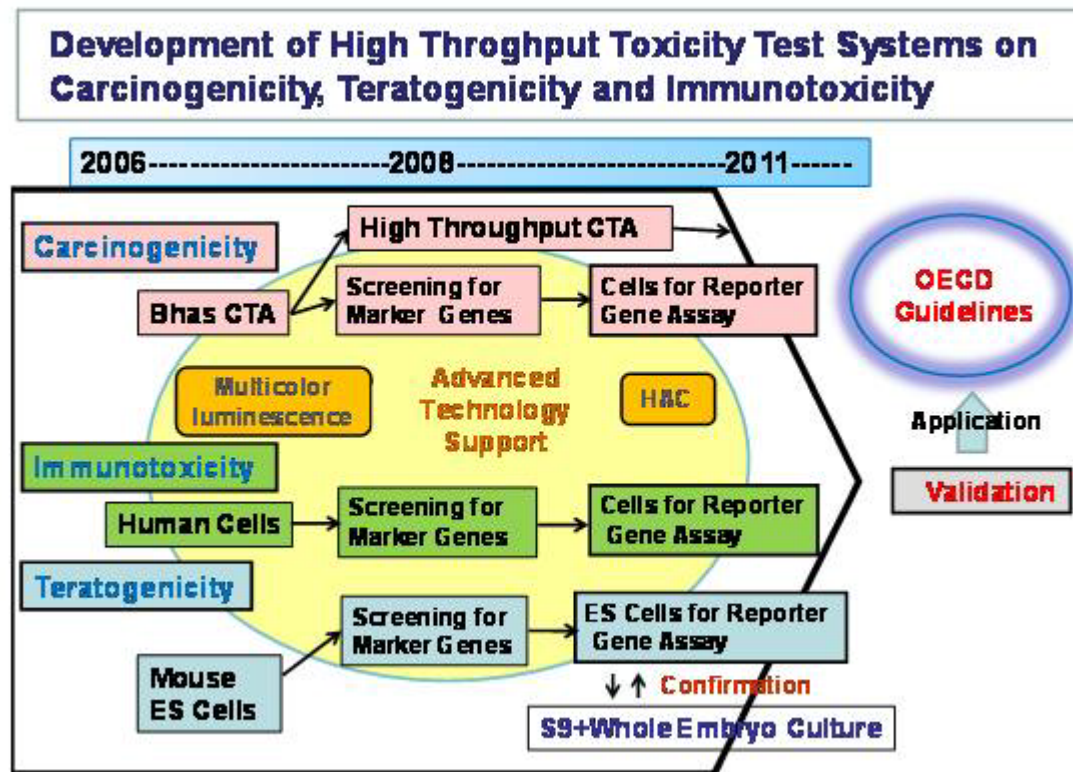 Development of High Throghput Toxicity Test Systems on
Carcinogenicity, Teratogenicity and Immunotoxicity
2006-----------------------2008-------------------------2011------
Carcinogenicity
High Throughput CTA
Bhas CTA
Screening for
Marker Genes
Cells for Reporter
Gene Assay
OECD
Guidelines
Multicolor
luminescence
Advanced
Technology
Support
HAC
Application
Immunotoxicity
Validation
Human Cells
Screening for
Marker Genes
Cells for Reporter
Gene Assay
Teratogenicity
Mouse
ES Cells
Screening for
Marker Genes
ES Cells for Reporter
Gene Assay
Confirmation
S9+Whole Embryo Culture